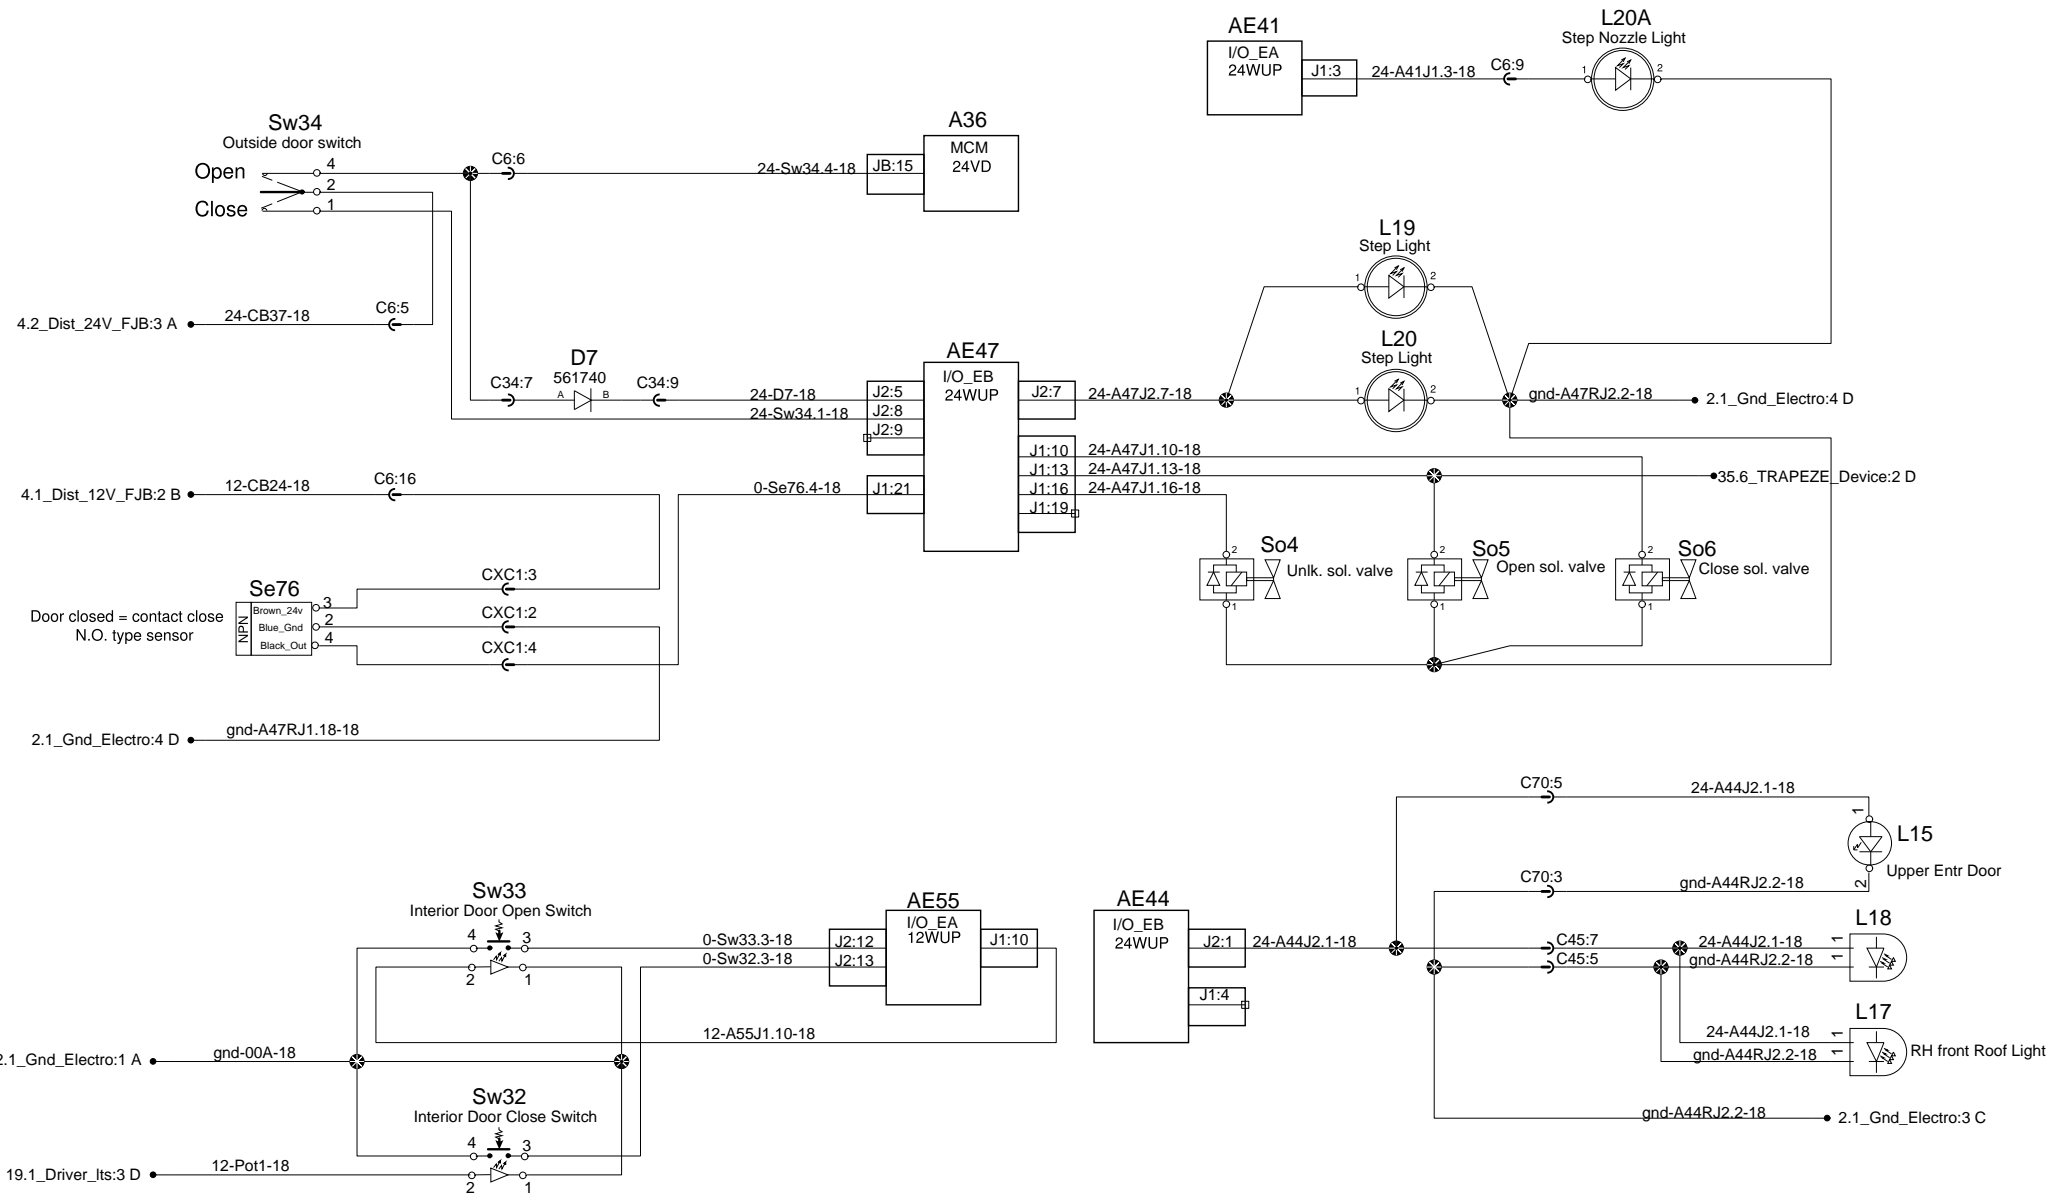 AE41
I/O_EA
24WUP
J1:3
24-A41J1.3-18
C6:9
L20A
Step Nozzle Light
1
2
Sw34
Outside door switch
Open
Close
4
2
1
C6:6
24-Sw34.4-18
A36
MCM
24VD
JB:15
4.2_Dist_24V_FJB:3 A
24-CB37-18
C6:5
L19
Step Light
1
2
L20
Step Light
1
2
C34:7
D7
561740
A
B
C34:9
24-D7-18
24-Sw34.1-18
AE47
I/O_EB
24WUP
J2:5
J2:8
J2:9
J1:21
J2:7
J1:10
J1:13
J1:16
J1:19
24-A47J2.7-18
gnd-A47RJ2.2-18
2.1_Gnd_Electro:4 D
24-A47J1.10-18
24-A47J1.13-18
24-A47J1.16-18
35.6_TRAPEZE_Device:2 D
4.1_Dist_12V_FJB:2 B
12-CB24-18
C6:16
0-Se76.4-18
2
So4
Unlk. sol. valve
1
2
So5
Open sol. valve
1
2
So6
Close sol. valve
1
Se76
Door closed = contact close
N.O. type sensor
NPN
Brown_24v
Blue_Gnd
Black_Out
3
2
4
CXC1:3
CXC1:2
CXC1:4
2.1_Gnd_Electro:4 D
gnd-A47RJ1.18-18
C70:5
24-A44J2.1-18
1
L15
Upper Entr Door
2
C70:3
gnd-A44RJ2.2-18
Sw33
Interior Door Open Switch
4
3
2
1
0-Sw33.3-18
0-Sw32.3-18
AE55
I/O_EA
12WUP
J2:12
J2:13
J1:10
12-A55J1.10-18
AE44
I/O_EB
24WUP
J2:1
J1:4
24-A44J2.1-18
C45:7
C45:5
24-A44J2.1-18
gnd-A44RJ2.2-18
1
1
L18
24-A44J2.1-18
gnd-A44RJ2.2-18
1
1
L17
RH front Roof Light
gnd-A44RJ2.2-18
2.1_Gnd_Electro:3 C
2.1_Gnd_Electro:1 A
gnd-00A-18
Sw32
Interior Door Close Switch
4
3
2
1
19.1_Driver_lts:3 D
12-Pot1-18